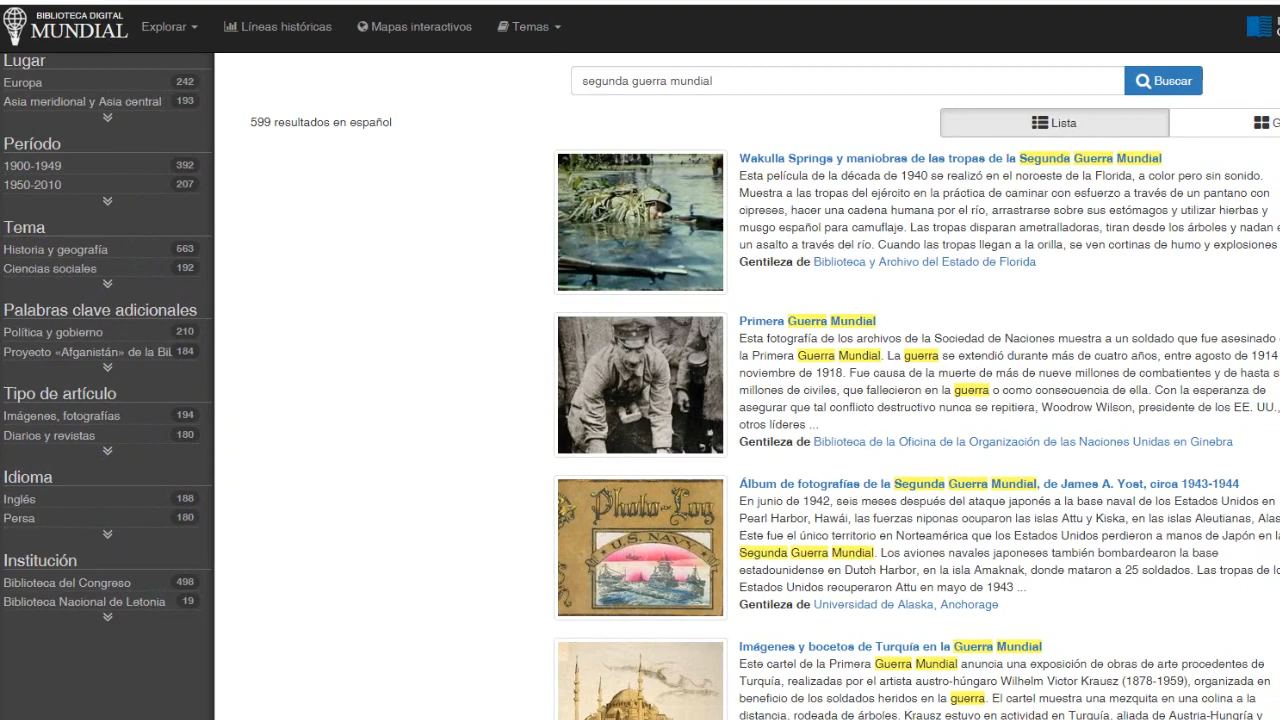 BIBLIOTECA DIGITAL
MUNDIAL
Explorar
Líneas históricas
Mapas interactivos
Temas
Lugar
Europa 242
Asia meridional y Asia central 193
Período
1900-1949 392
1950-2010 207
Tema
Historia y geografía 563
Ciencias sociales 192
Palabras clave adicionales
Política y gobierno 210
Proyecto «Afganistán» de la Bil 184
Tipo de artículo
Imágenes, fotografías 194
Diarios y revistas 180
Idioma
Inglés 188
Persa 180
Institución
Biblioteca del Congreso 498
Biblioteca Nacional de Letonia 19
segunda guerra mundial
Buscar
599 resultados en español
Lista
G
Wakulla Springs y maniobras de las tropas de la Segunda Guerra Mundial
Esta película de la década de 1940 se realizó en el noroeste de la Florida, a color pero sin sonido.
Muestra a las tropas del ejército en la práctica de caminar con esfuerzo a través de un pantano con
cipreses, hacer una cadena humana por el río, arrastrarse sobre sus estómagos y utilizar hierbas y
musgo español para camuflaje. Las tropas disparan ametralladoras, tiran desde los árboles y nadan e
un asalto a través del río. Cuando las tropas llegan a la orilla, se ven cortinas de humo y explosiones
Gentileza de Biblioteca y Archivo del Estado de Florida
Primera Guerra Mundial
Esta fotografía de los archivos de la Sociedad de Naciones muestra a un soldado que fue asesinado
la Primera Guerra Mundial. La guerra se extendió durante más de cuatro años, entre agosto de 1914
noviembre de 1918. Fue causa de la muerte de más de nueve millones de combatientes y de hasta s
millones de civiles, que fallecieron en la guerra o como consecuencia de ella. Con la esperanza de
asegurar que tal conflicto destructivo nunca se repitiera, Woodrow Wilson, presidente de los EE. UU.,
otros líderes ...
Gentileza de Biblioteca de la Oficina de la Organización de las Naciones Unidas en Ginebra
Photo-Log
U.S. NAVY
Álbum de fotografías de la Segunda Guerra Mundial, de James A. Yost, circa 1943-1944
En junio de 1942, seis meses después del ataque japonés a la base naval de los Estados Unidos en
Pearl Harbor, Hawái, las fuerzas niponas ocuparon las islas Attu y Kiska, en las islas Aleutianas, Alas
Este fue el único territorio en Norteamérica que los Estados Unidos perdieron a manos de Japón en l
Segunda Guerra Mundial. Los aviones navales japoneses también bombardearon la base
estadounidense en Dutch Harbor, en la isla Amaknak, donde mataron a 25 soldados. Las tropas de lo
Estados Unidos recuperaron Attu en mayo de 1943 ...
Gentileza de Universidad de Alaska, Anchorage
Imágenes y bocetos de Turquía en la Guerra Mundial
Este cartel de la Primera Guerra Mundial anuncia una exposición de obras de arte procedentes de
Turquía, realizadas por el artista austro-húngaro Wilhelm Victor Krausz (1878-1959), organizada en
beneficio de los soldados heridos en la guerra. El cartel muestra una mezquita en una colina a la
distancia, rodeada de árboles. Krausz estuvo en actividad en Turquía, aliada de Austria-Hungría y